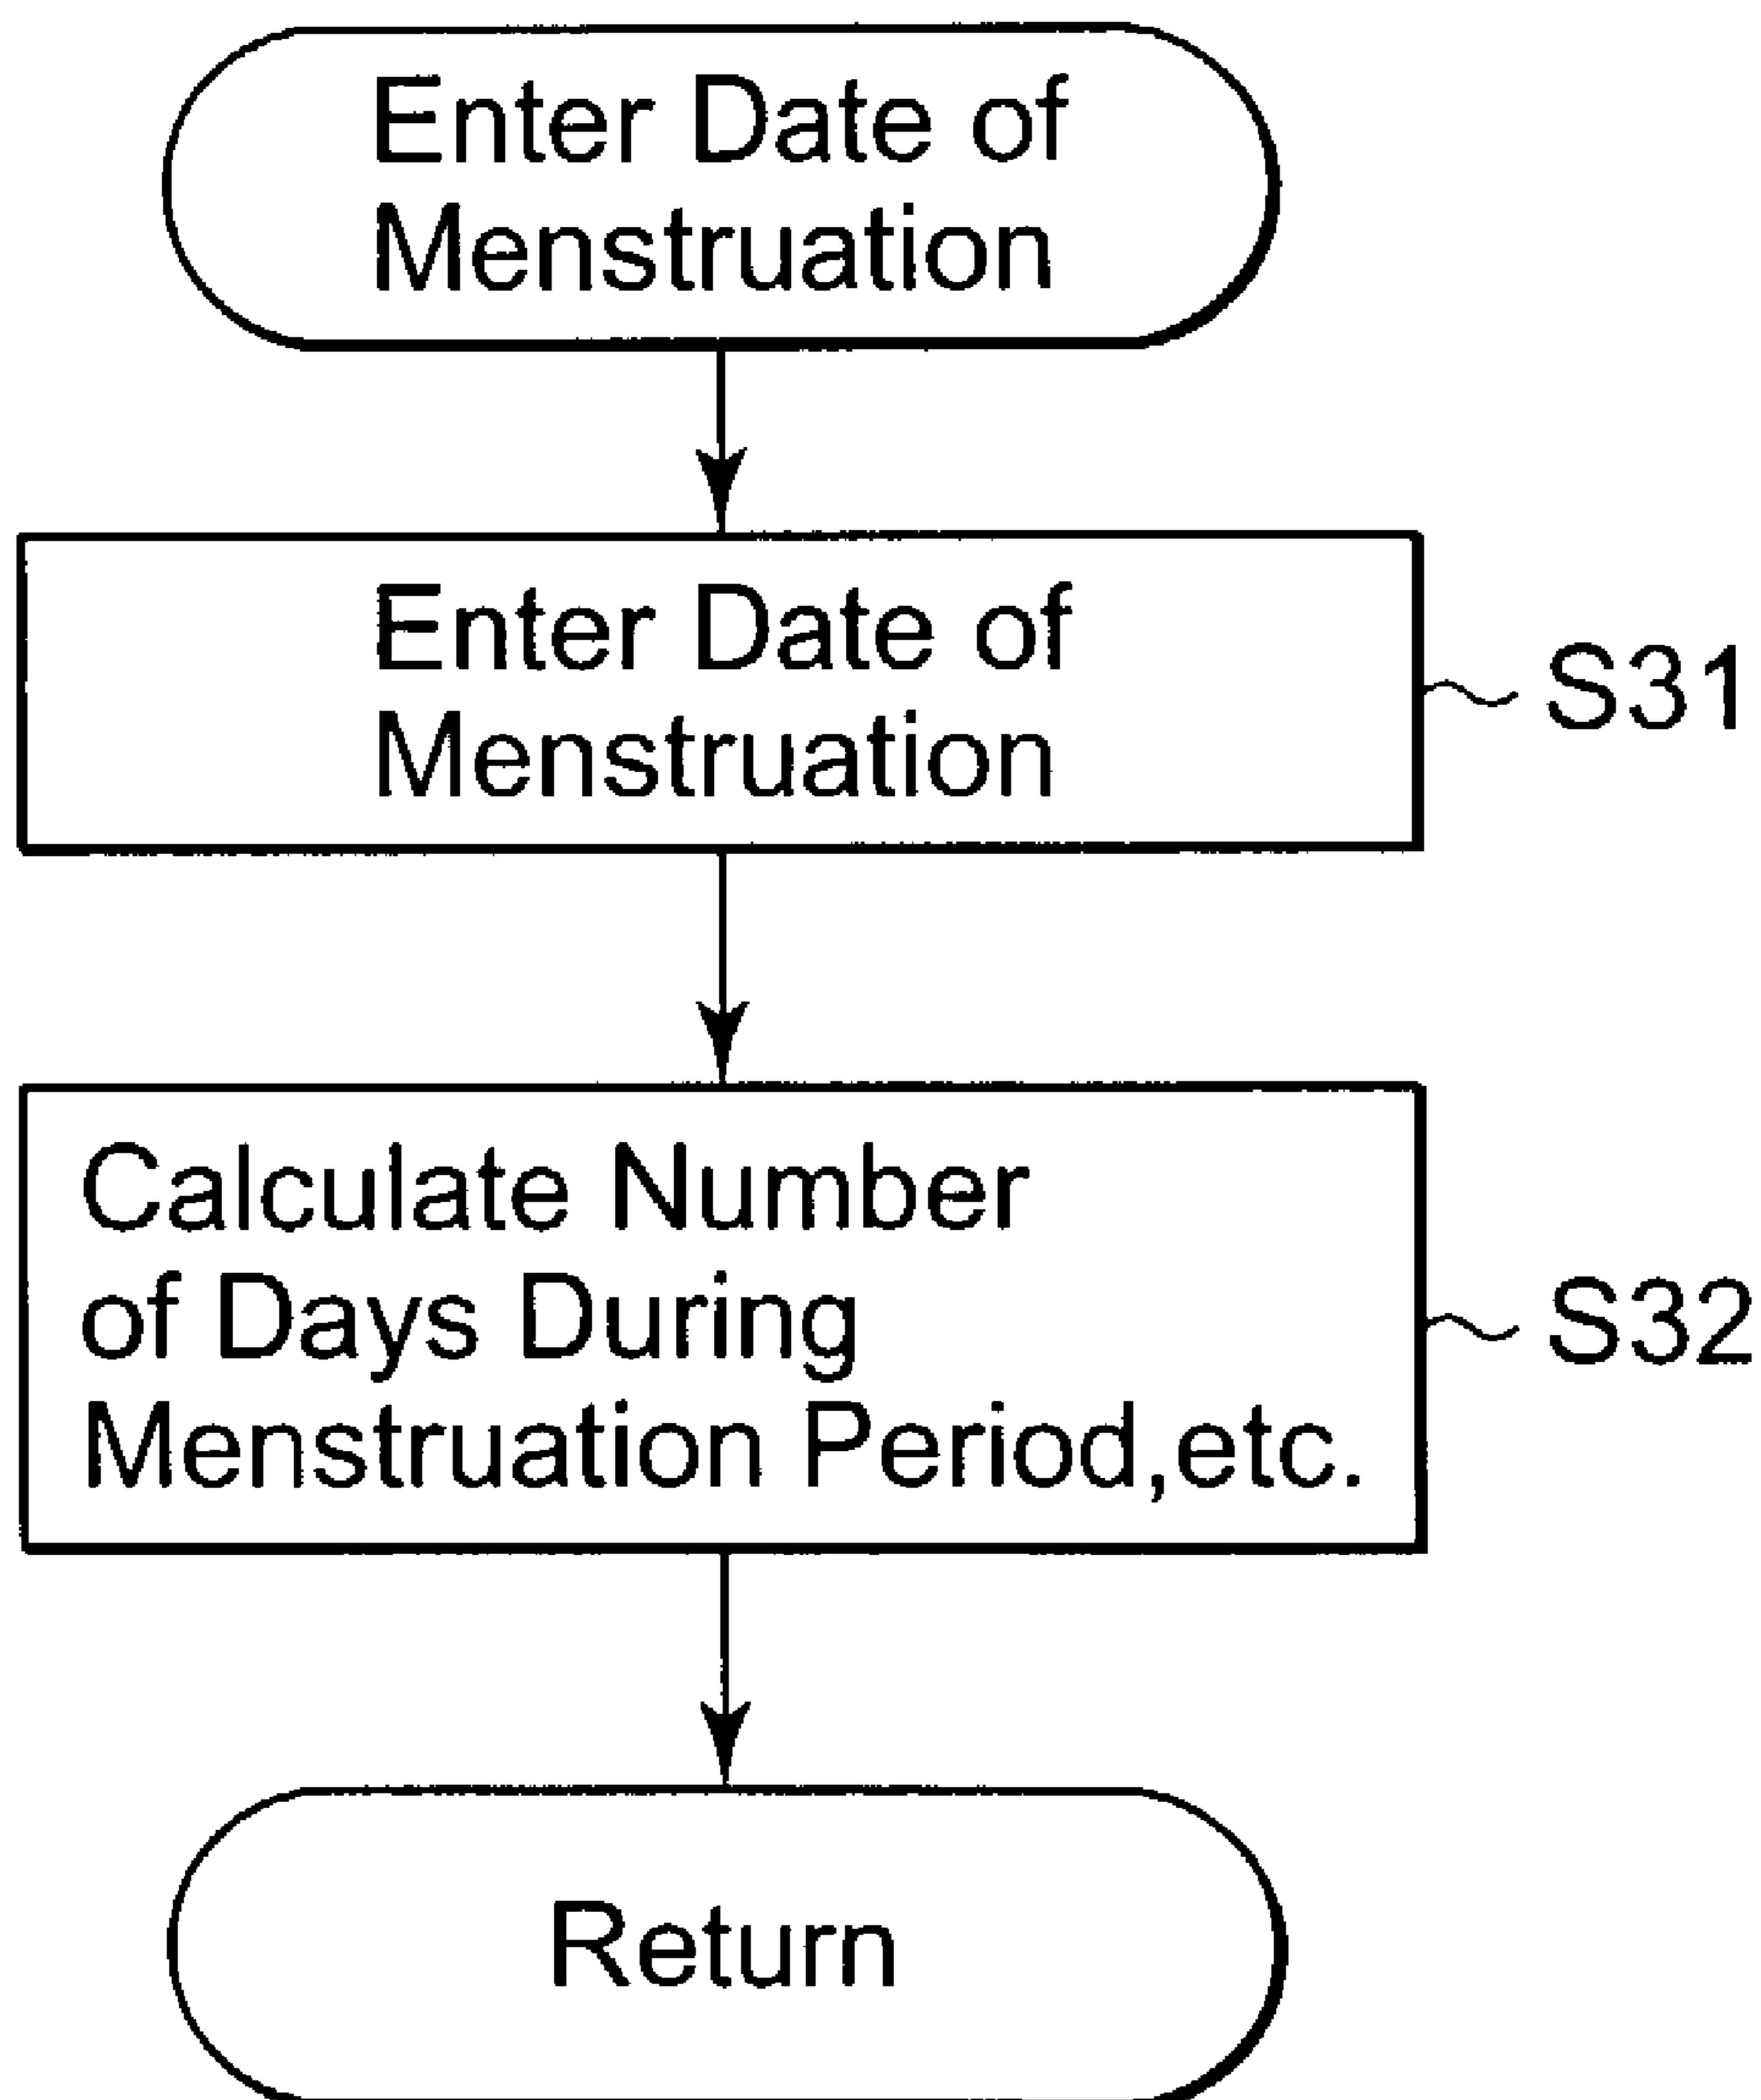 Enter Date of
Menstruation
Enter Date of
Menstruation
S31
Calculate Number
of Days During
Menstruation Period,etc.
S32
Return